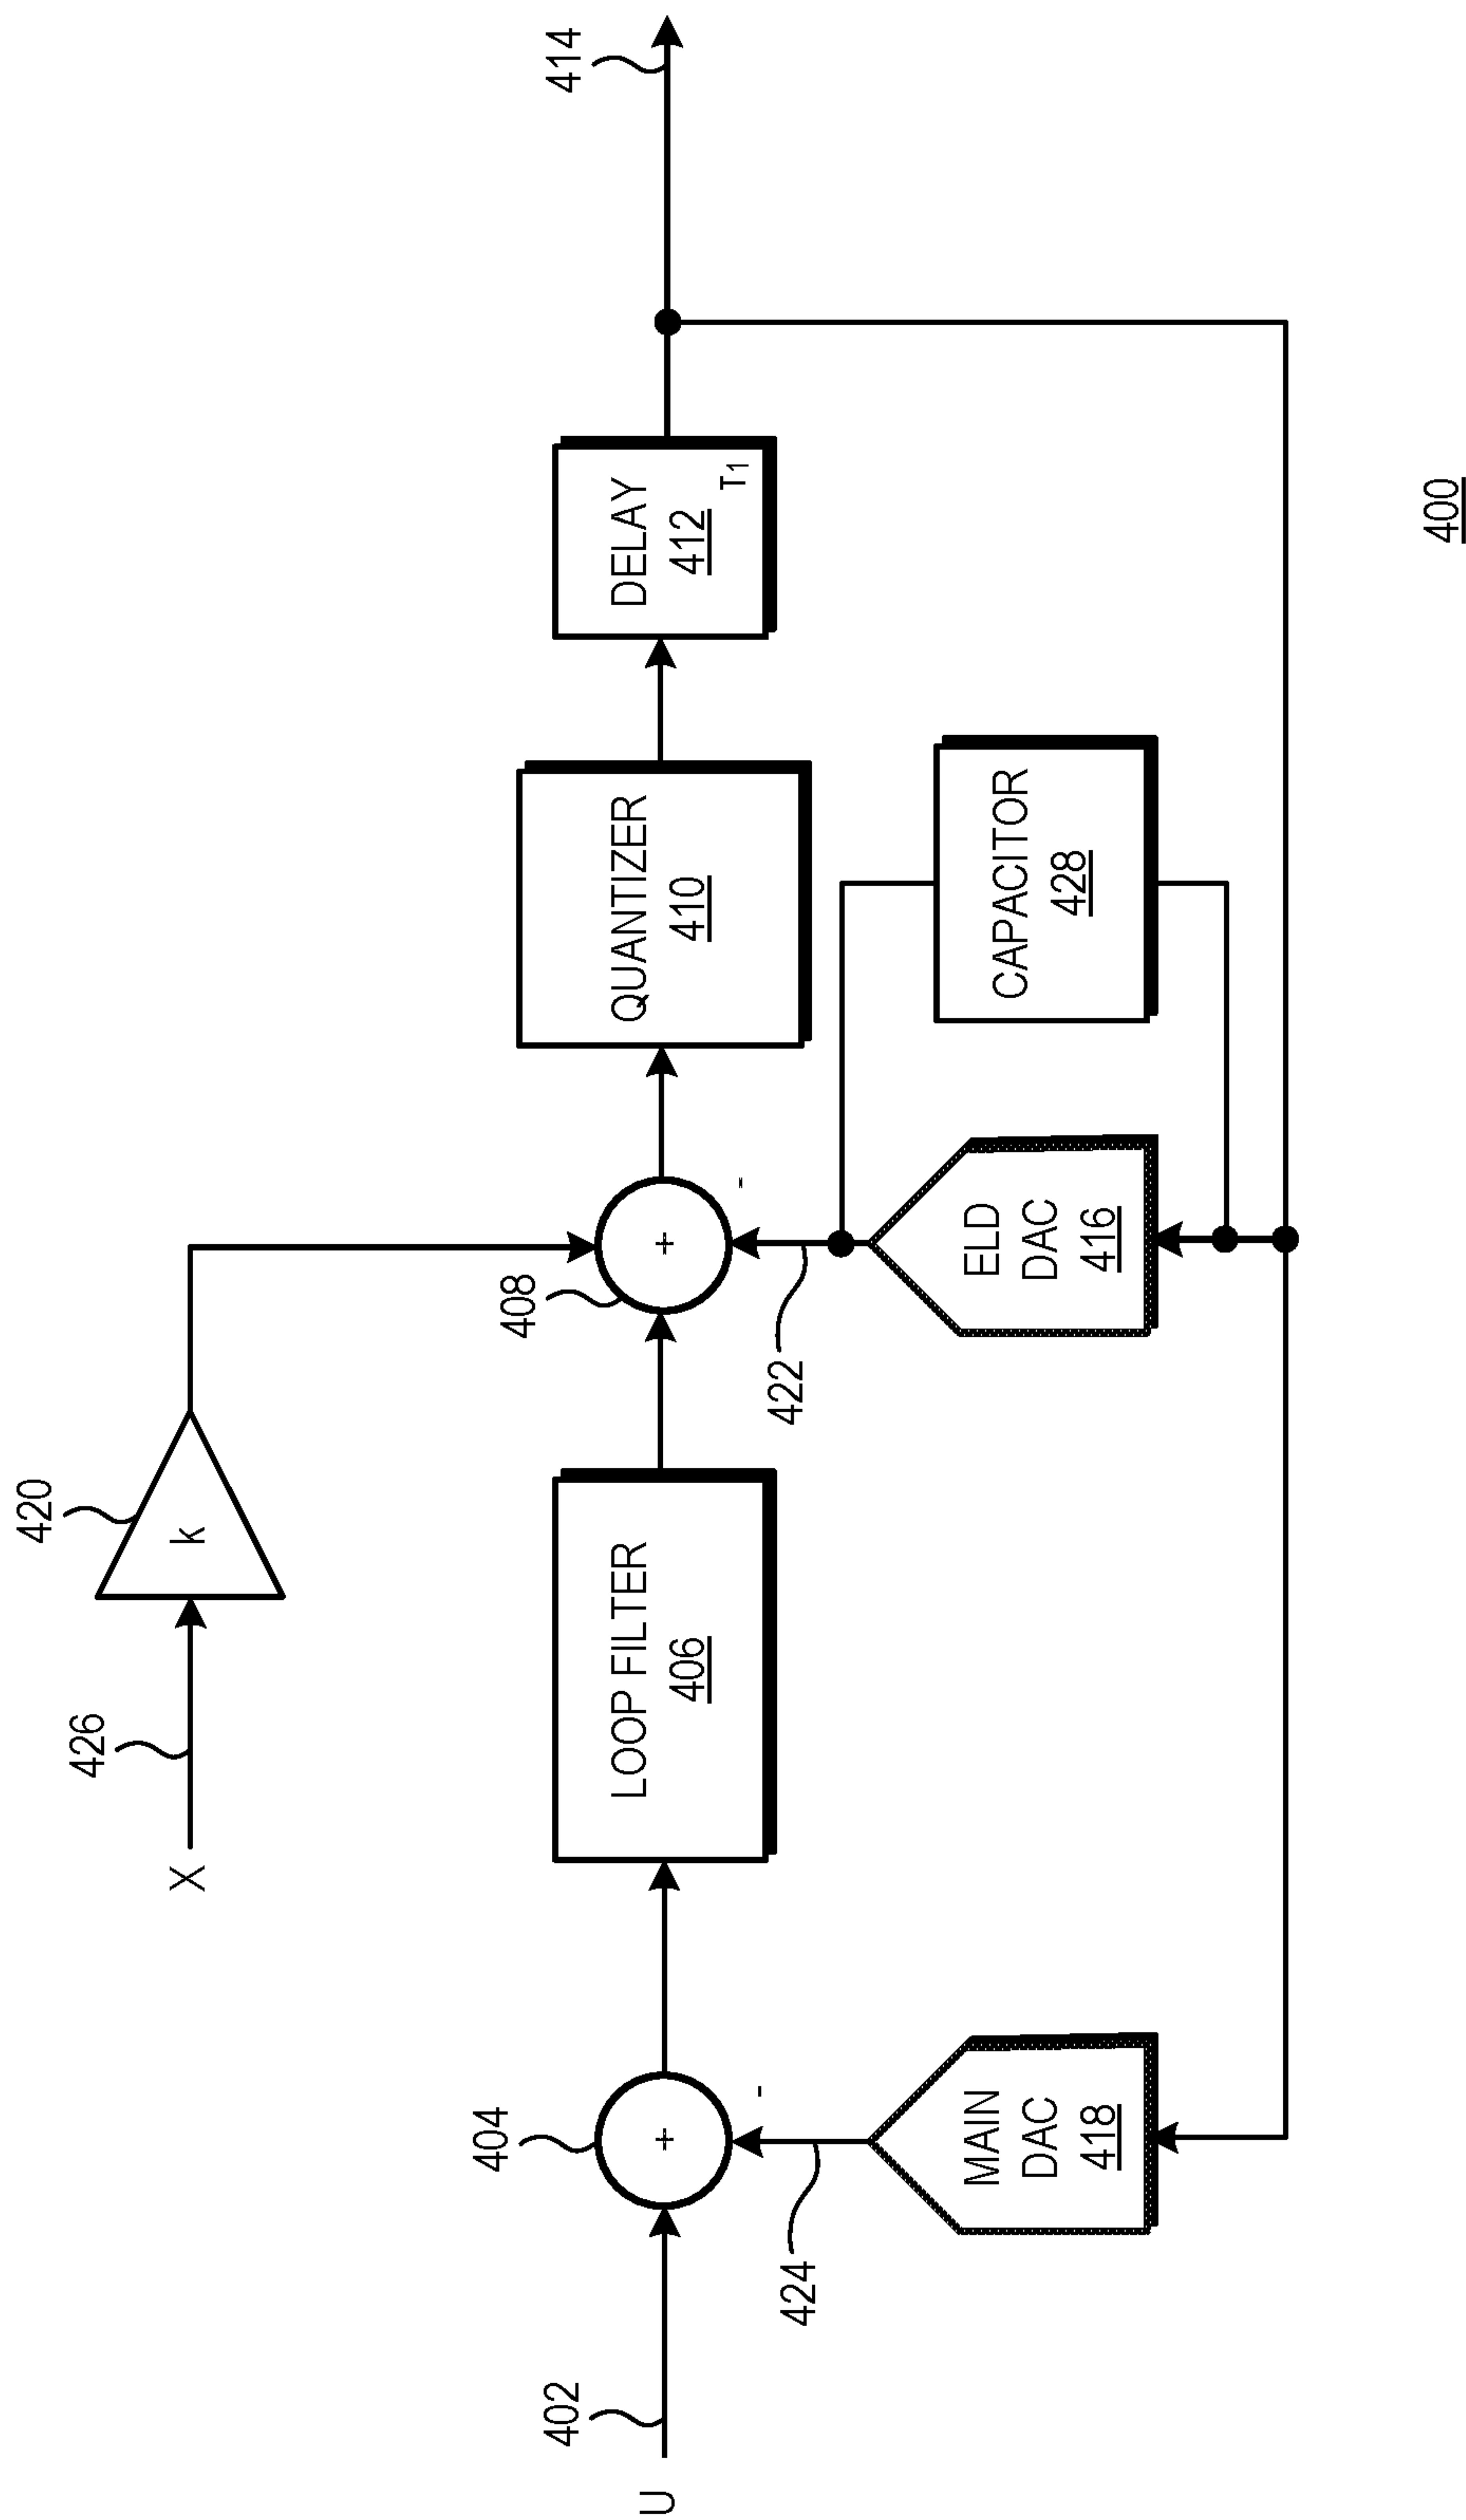 420
K
426
X
414
408
404
402
U
LOOP FILTER
406
QUANTIZER
410
DELAY
412
T1
+
+
-
-
422
424
MAIN
DAC
418
ELD
DAC
416
CAPACITOR
428
400